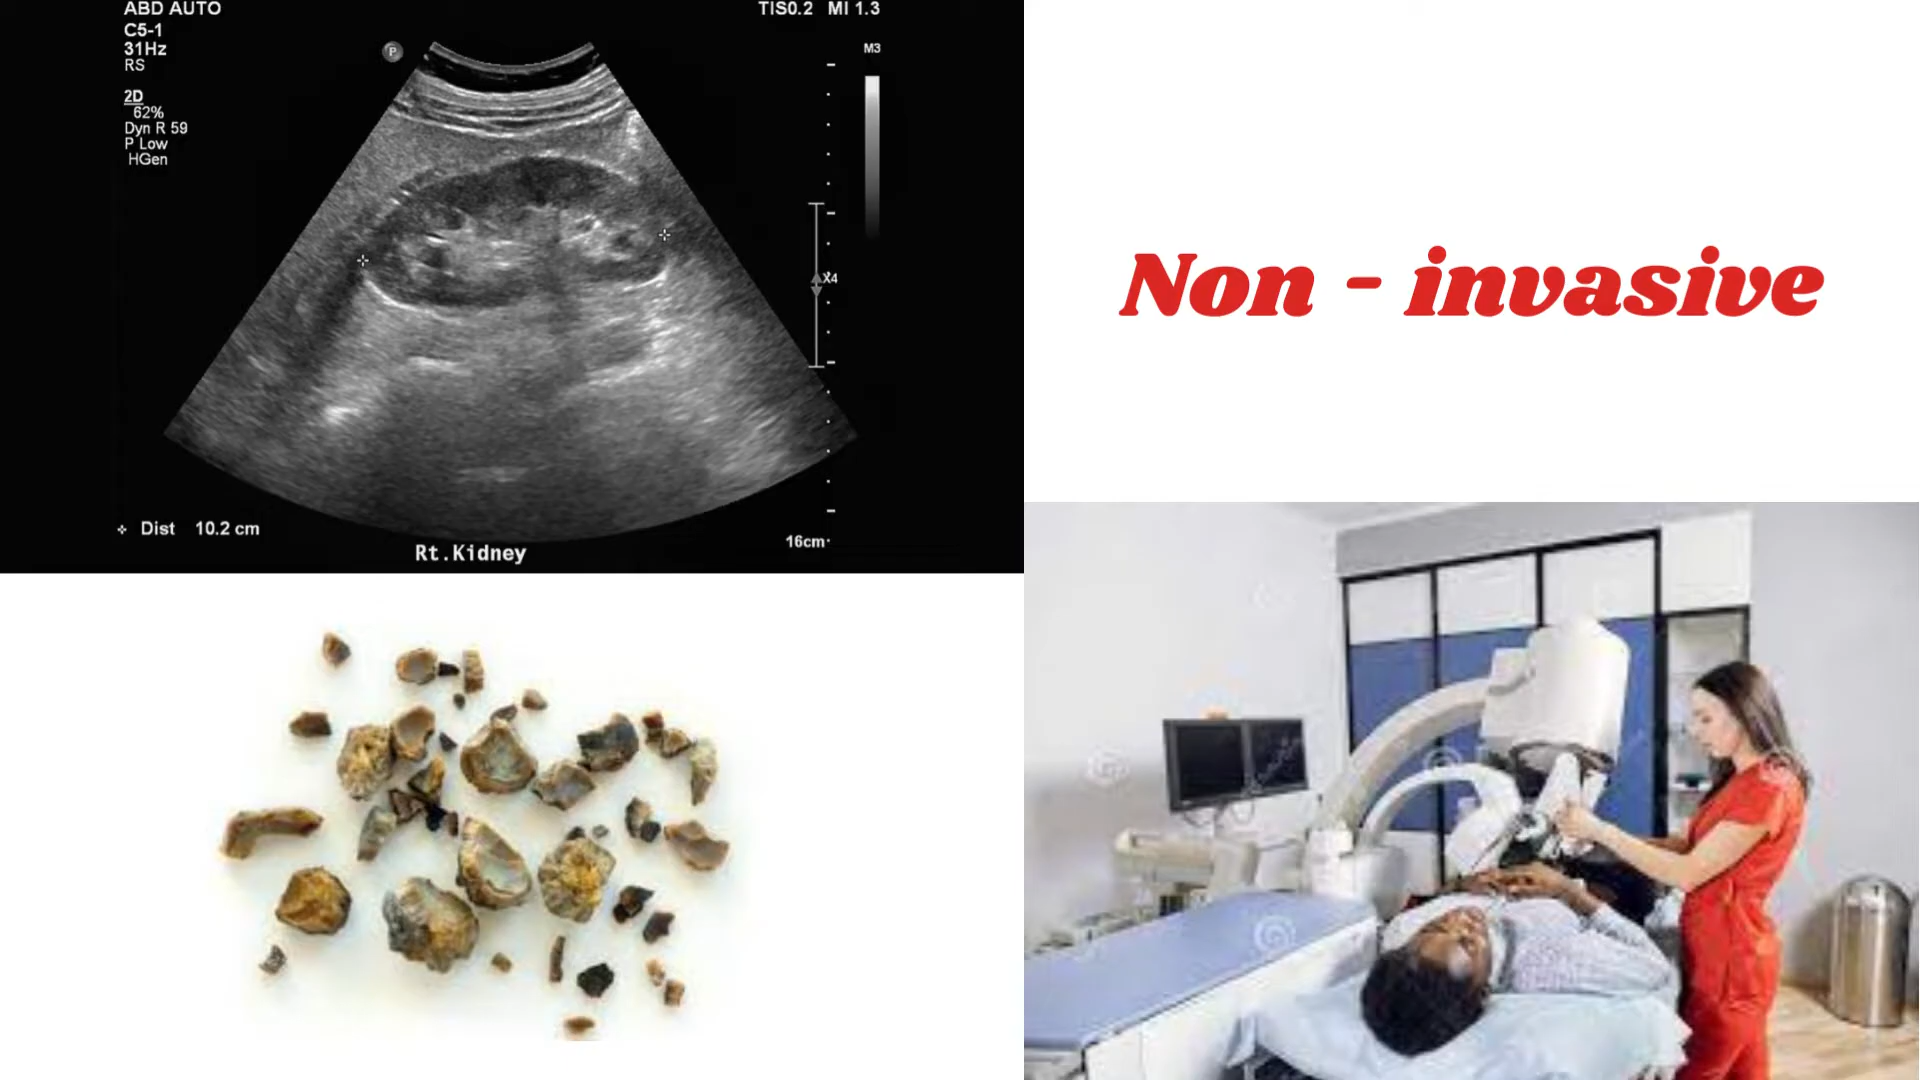 ABD AUTO
TIS0.2 MI 1.3
C5-1
31Hz
RS
M3
P
2D
62%
Dyn R 59
P Low
HGen
X4
Dist 10.2 cm
16cm
Rt.Kidney
Non - invasive